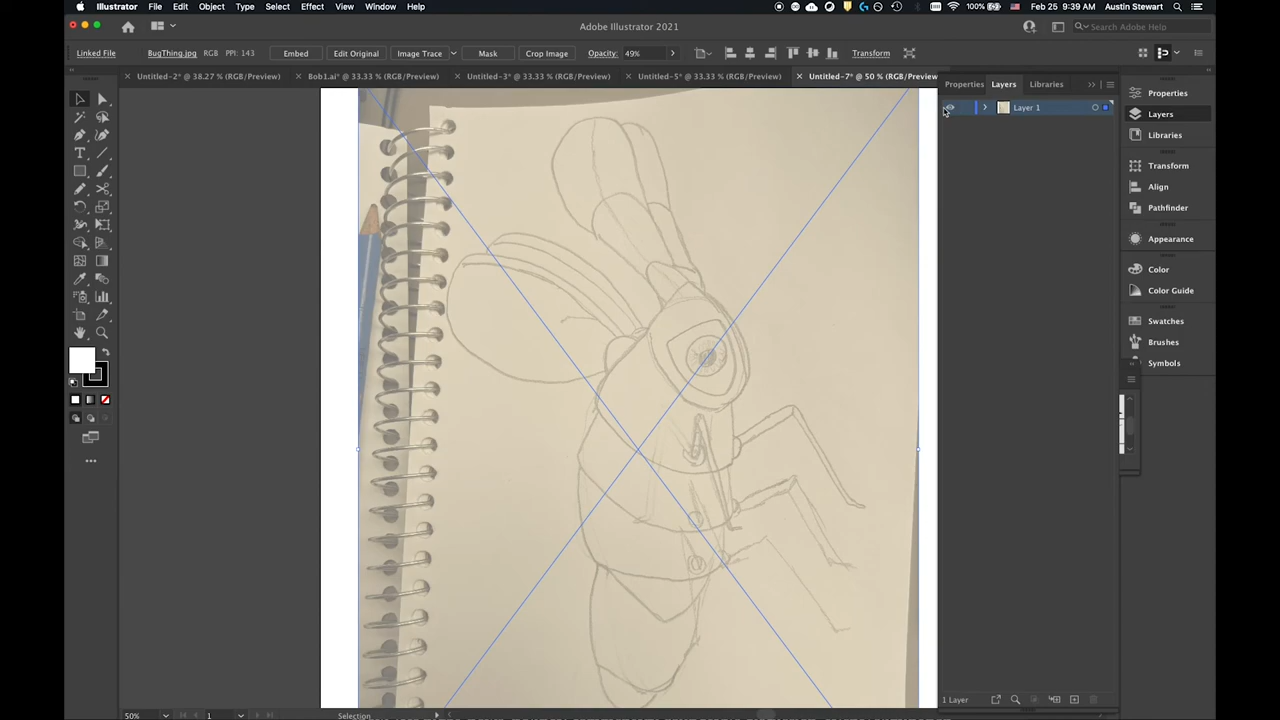 Illustrator File Edit Object Type Select Effect View Window Help 100% Feb 25 9:39 AM Austin Stewart
Adobe Illustrator 2021
Search Adobe Help
Linked File BugThing.jpg RGB PPI: 143 Embed Edit Original Image Trace Mask Crop Image Opacity: 49% Transform
Untitled-2* @ 38.27 % (RGB/Preview) Bob1.ai* @ 33.33 % (RGB/Preview) Untitled-3* @ 33.33 % (RGB/Preview) Untitled-5* @ 33.33 % (RGB/Preview) Untitled-7* @ 50 % (RGB/Preview
Properties Layers Libraries
Layer 1
Properties
Layers
Libraries
Transform
Align
Pathfinder
Appearance
Color
Color Guide
Swatches
Brushes
Symbols
1 Layer
50% 1 Selection